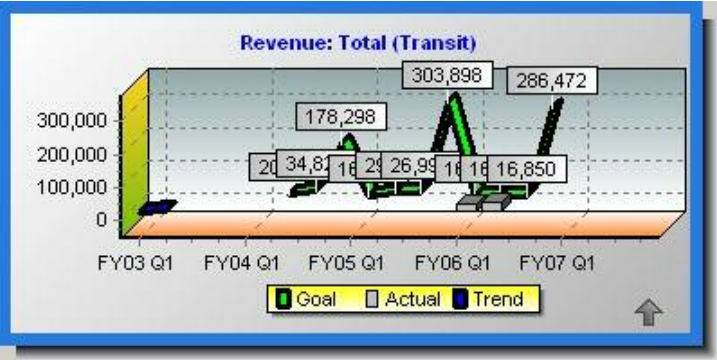 Revenue: Total (Transit)
303,898
286,472
178,298
300,000
200,000
100,000
0
16,850
FY03 Q1 FY04 Q1 FY05 Q1 FY06 Q1 FY07 Q1
Goal Actual Trend